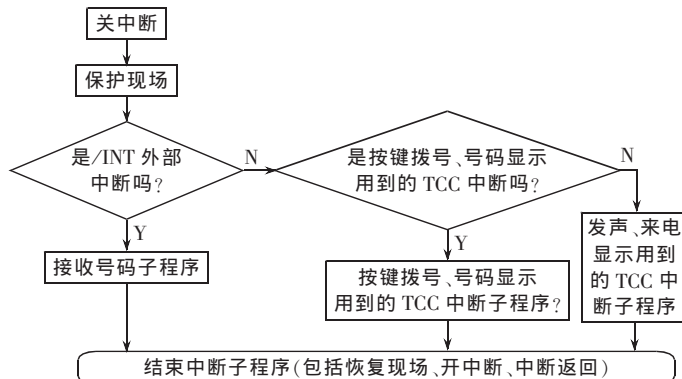 关中断
保护现场
是/INT 外部
中断吗?
N
是按键拨号、号码显示
用到的 TCC 中断吗?
N
Y
接收号码子程序
Y
按键拨号、号码显示
用到的 TCC 中断子程序?
发声、来电
显示用到
的 TCC 中
断子程序
结束中断子程序(包括恢复现场、开中断、中断返回)